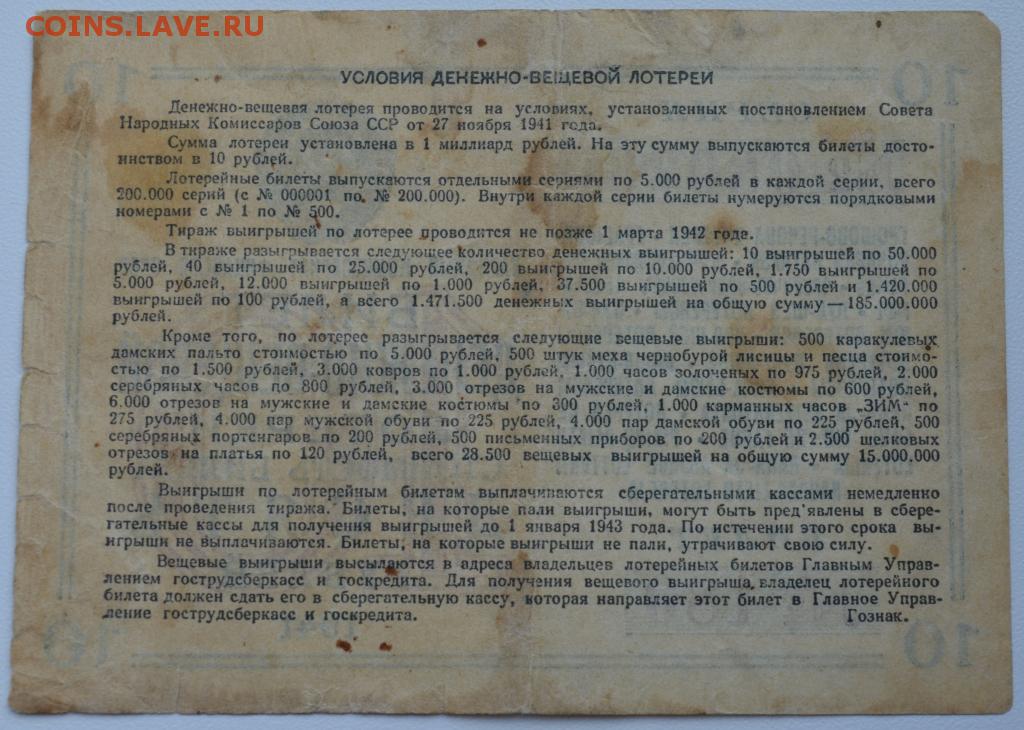 COINS.LAVE.RU
УСЛОВИЯ ДЕНЕЖНО-ВЕЩЕВОЙ ЛОТЕРЕИ
Денежно-вещевая лотерея проводится на условиях, установленных постановлением Совета
Народных Комиссаров Союза ССР от 27 ноября 1941 года.
Сумма лотереи установлена в 1 миллиард рублей. На эту сумму выпускаются билеты досто-
инством в 10 рублей.
Лотерейные билеты выпускаются отдельными сериями по 5.000 рублей в каждой серии, всего
200.000 серий (с № 000001 по № 200.000). Внутри каждой серии билеты нумеруются порядковыми
номерами с № 1 по № 500.
Тираж выигрышей по лотерее проводится не позже 1 марта 1942 года.
В тираже разыгрывается следующее количество денежных выигрышей: 10 выигрышей по 50.000
рублей, 40 выигрышей по 25.000 рублей, 200 выигрышей по 10.000 рублей, 1.750 выигрышей по
5.000 рублей, 12.000 выигрышей по 1.000 рублей, 37.500 выигрышей по 500 рублей и 1.420.000
выигрышей по 100 рублей, а всего 1.471.500 денежных выигрышей на общую сумму — 185.000.000
рублей.
Кроме того, по лотерее разыгрывается следующие вещевые выигрыши: 500 каракулевых
дамских пальто стоимостью по 5.000 рублей, 500 штук меха чернобурой лисицы и песца стоимо-
стью по 1.500 рублей, 3.000 ковров по 1.000 рублей, 1.000 часов золоченых по 975 рублей, 2.000
серебряных часов по 800 рублей, 3.000 отрезов на мужские и дамские костюмы по 600 рублей,
6.000 отрезов на мужские и дамские костюмы по 300 рублей, 1.000 карманных часов „ЗИМ" по
275 рублей, 4.000 пар мужской обуви по 225 рублей, 4.000 пар дамской обуви по 225 рублей, 500
серебряных портсигаров по 200 рублей, 500 письменных приборов по 200 рублей и 2.500 шелковых
отрезов на платья по 120 рублей, всего 28.500 вещевых выигрышей на общую сумму 15.000.000
рублей.
Выигрыши по лотерейным билетам выплачиваются сберегательными кассами немедленно
после проведения тиража. Билеты, на которые пали выигрыши, могут быть пред'явлены в сбере-
гательные кассы для получения выигрышей до 1 января 1943 года. По истечении этого срока вы-
игрыши не выплачиваются. Билеты, на которые выигрыши не пали, утрачивают свою силу.
Вещевые выигрыши высылаются в адреса владельцев лотерейных билетов Главным Управ-
лением гострудсберкасс и госкредита. Для получения вещевого выигрыша, владелец лотерейного
билета должен сдать его в сберегательную кассу, которая направляет этот билет в Главное Управ-
ление гострудсберкасс и госкредита. Гознак.